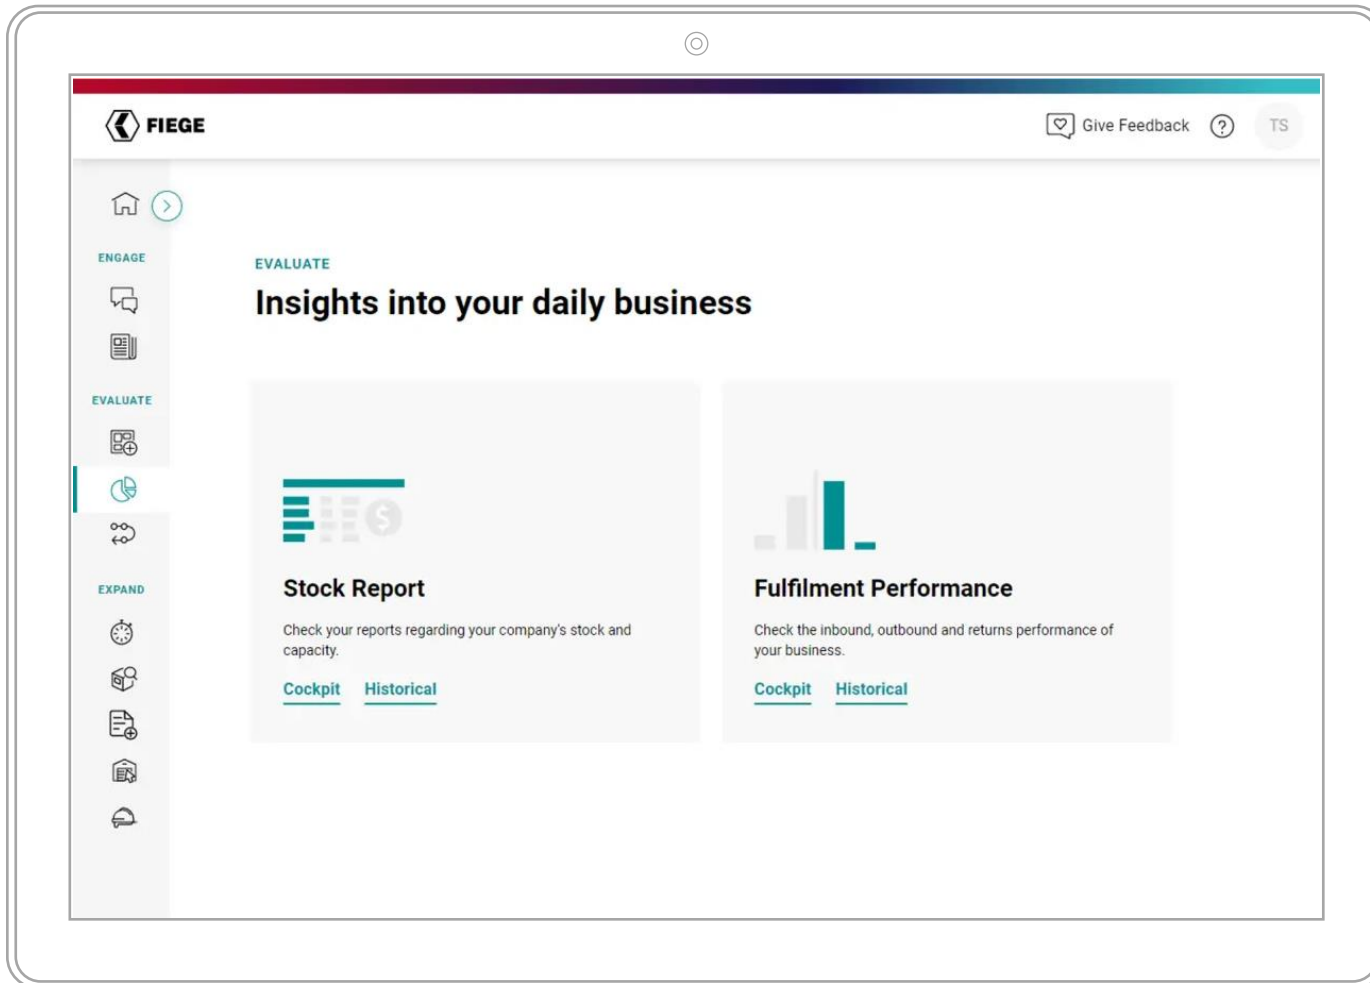 FIEGE
Give Feedback
?
TS
ENGAGE
EVALUATE
EXPAND
EVALUATE
Insights into your daily business
$
Stock Report
Check your reports regarding your company's stock and
capacity.
Cockpit Historical
Fulfilment Performance
Check the inbound, outbound and returns performance of
your business.
Cockpit Historical